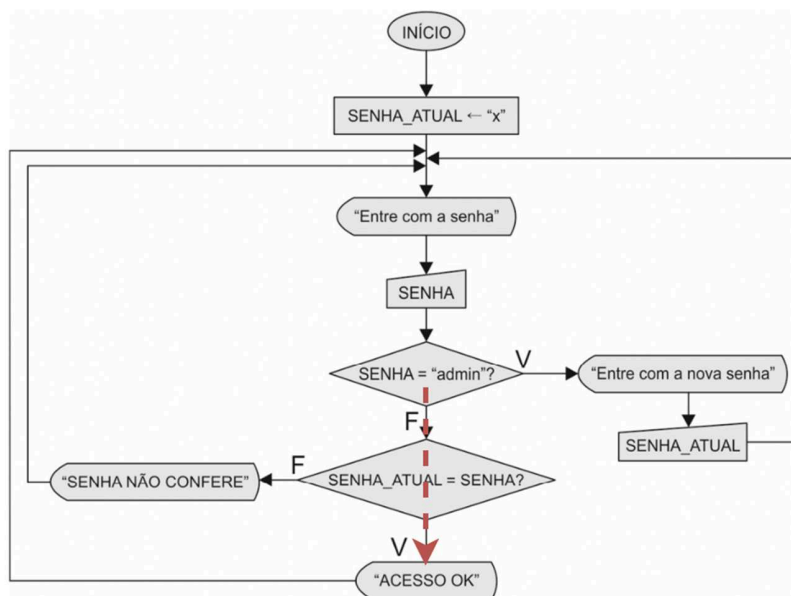 INÍCIO
SENHA_ATUAL ← “x”
“Entre com a senha”
SENHA
SENHA = “admin”?
V
“Entre com a nova senha”
SENHA_ATUAL
F
SENHA_ATUAL = SENHA?
F
“SENHA NÃO CONFERE”
V
“ACESSO OK”